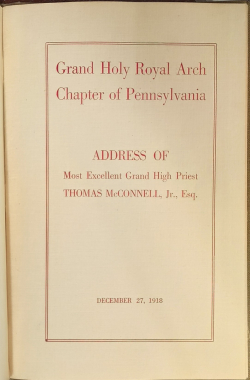 Grand Holy Royal Arch
Chapter of Pennsylvania
ADDRESS OF
Most Excellent Grand High Priest
THOMAS McCONNELL, Jr., Esq.
DECEMBER 27, 1918